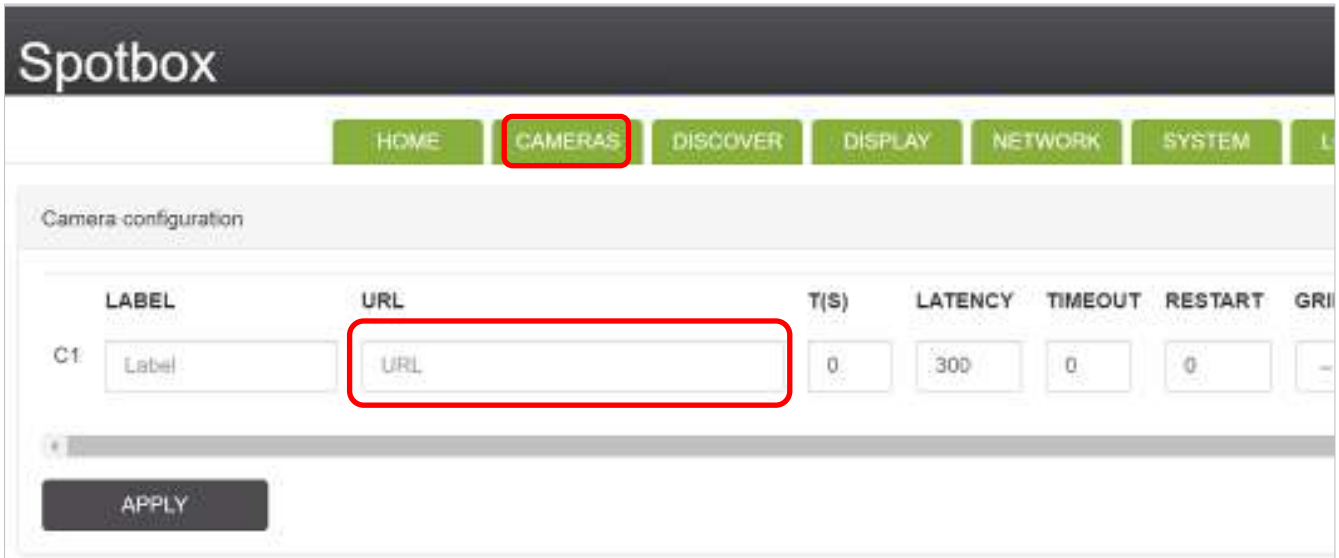 Spotbox
HOME CAMERAS DISCOVER DISPLAY NETWORK SYSTEM
Camera configuration
LABEL URL T(S) LATENCY TIMEOUT RESTART
C1 Label URL 0 300 0 0 --
APPLY